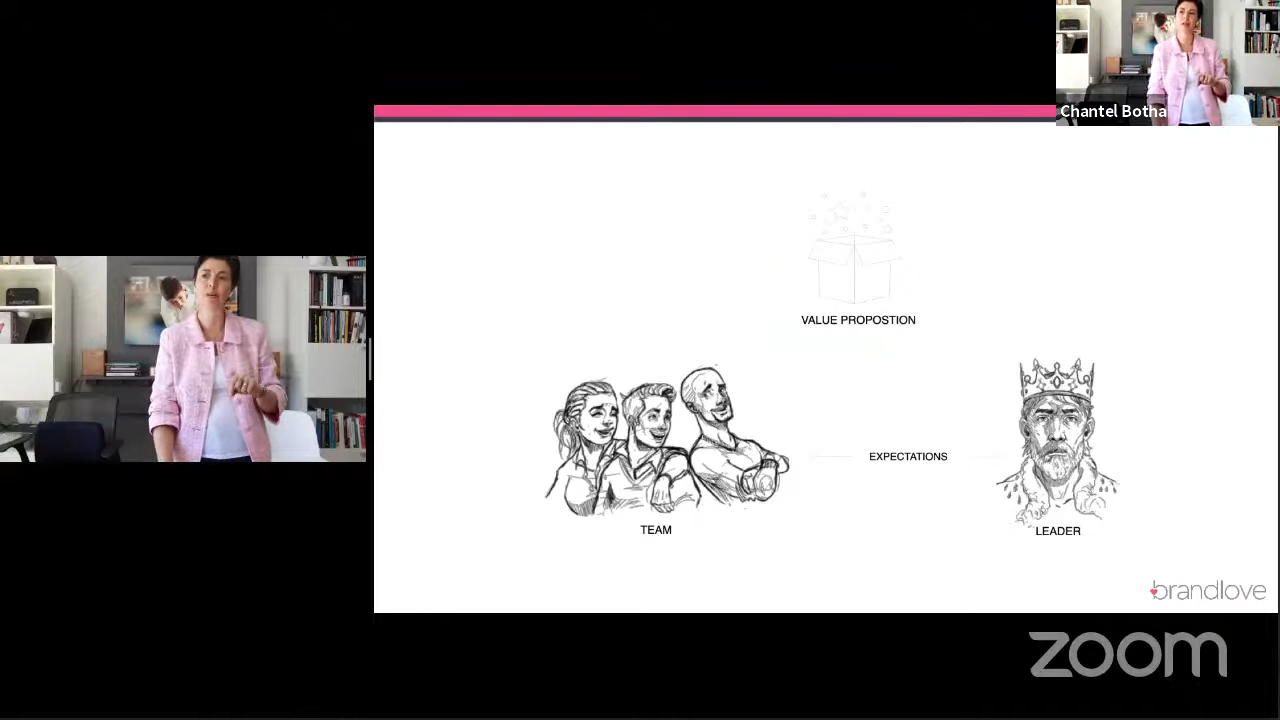 Chantel Botha
VALUE PROPOSTION
EXPECTATIONS
TEAM
LEADER
brandlove
zoom